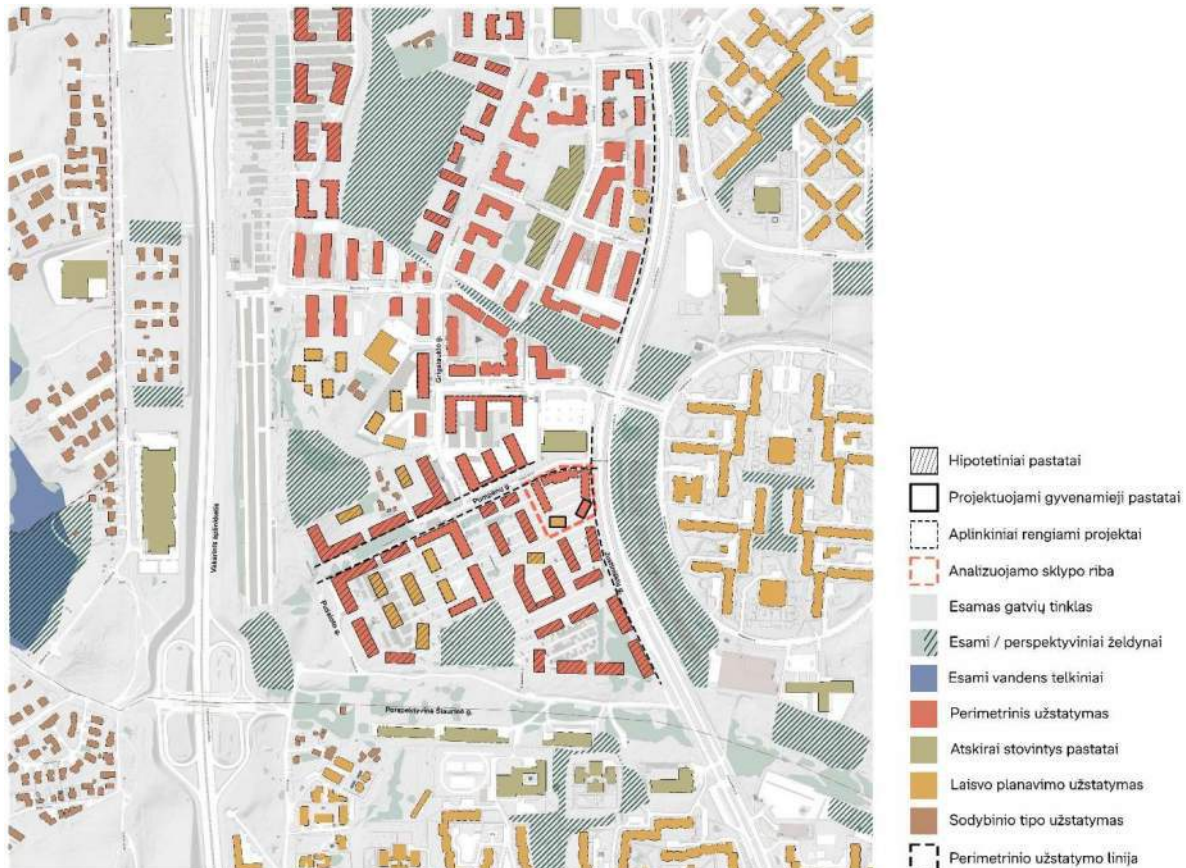 Grigalaukio g.
Vakarinis aplinkkelis
Pumpėnų g.
Perspektyvinė Šiaurinė g.
Hipotetiniai pastatai
Projektuojami gyvenamieji pastatai
Aplinkiniai rengiami projektai
Analizuojamo sklypo riba
Esamas gatvių tinklas
Esami / perspektyviniai želdynai
Esami vandens telkiniai
Perimetrinis užstatymas
Atskirai stovintys pastatai
Laisvo planavimo užstatymas
Sodybinio tipo užstatymas
Perimetrinio užstatymo linija